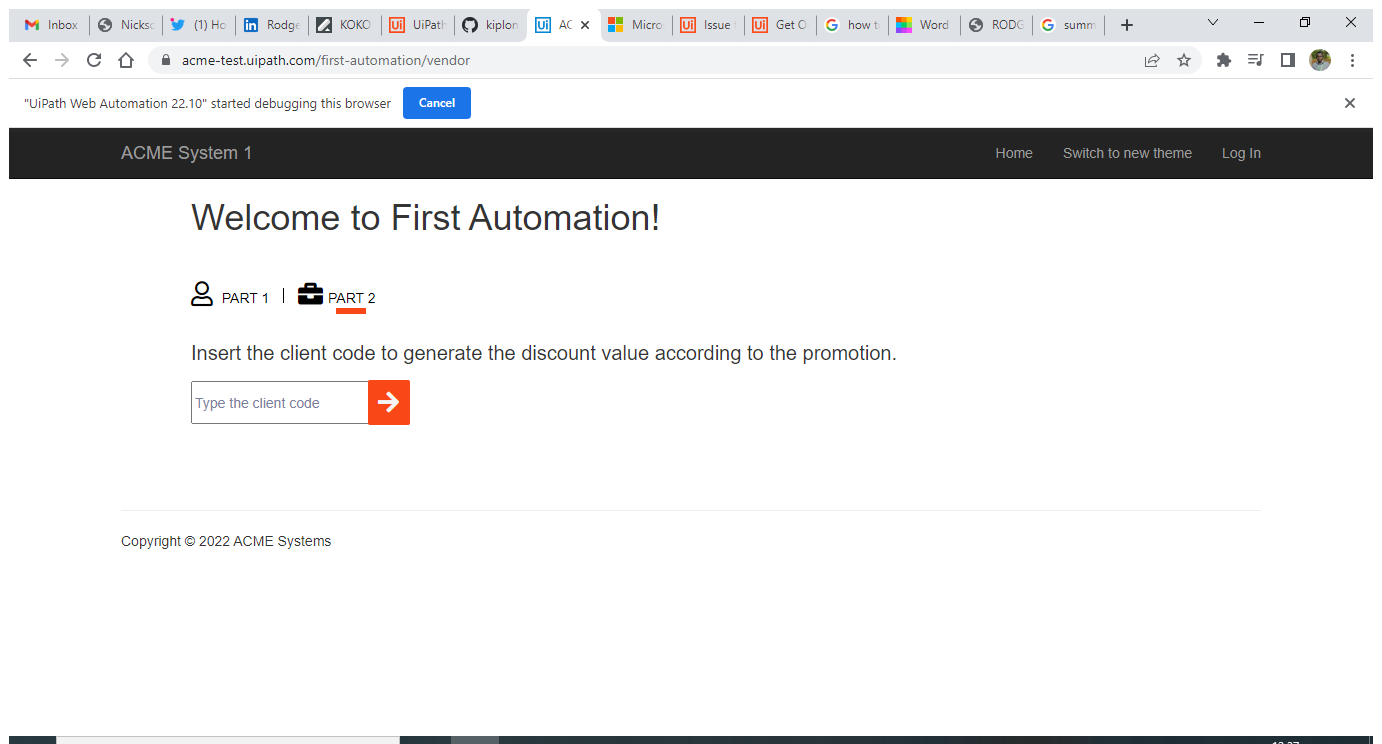 Inbox Nicksc (1) Ho Rodge KOKO UiPath kiplon AC Micro Issue Get O how t Word RODG summ
acme-test.uipath.com/first-automation/vendor
"UiPath Web Automation 22.10" started debugging this browser Cancel
ACME System 1 Home Switch to new theme Log In
Welcome to First Automation!
PART 1 | PART 2
Insert the client code to generate the discount value according to the promotion.
Type the client code
Copyright © 2022 ACME Systems